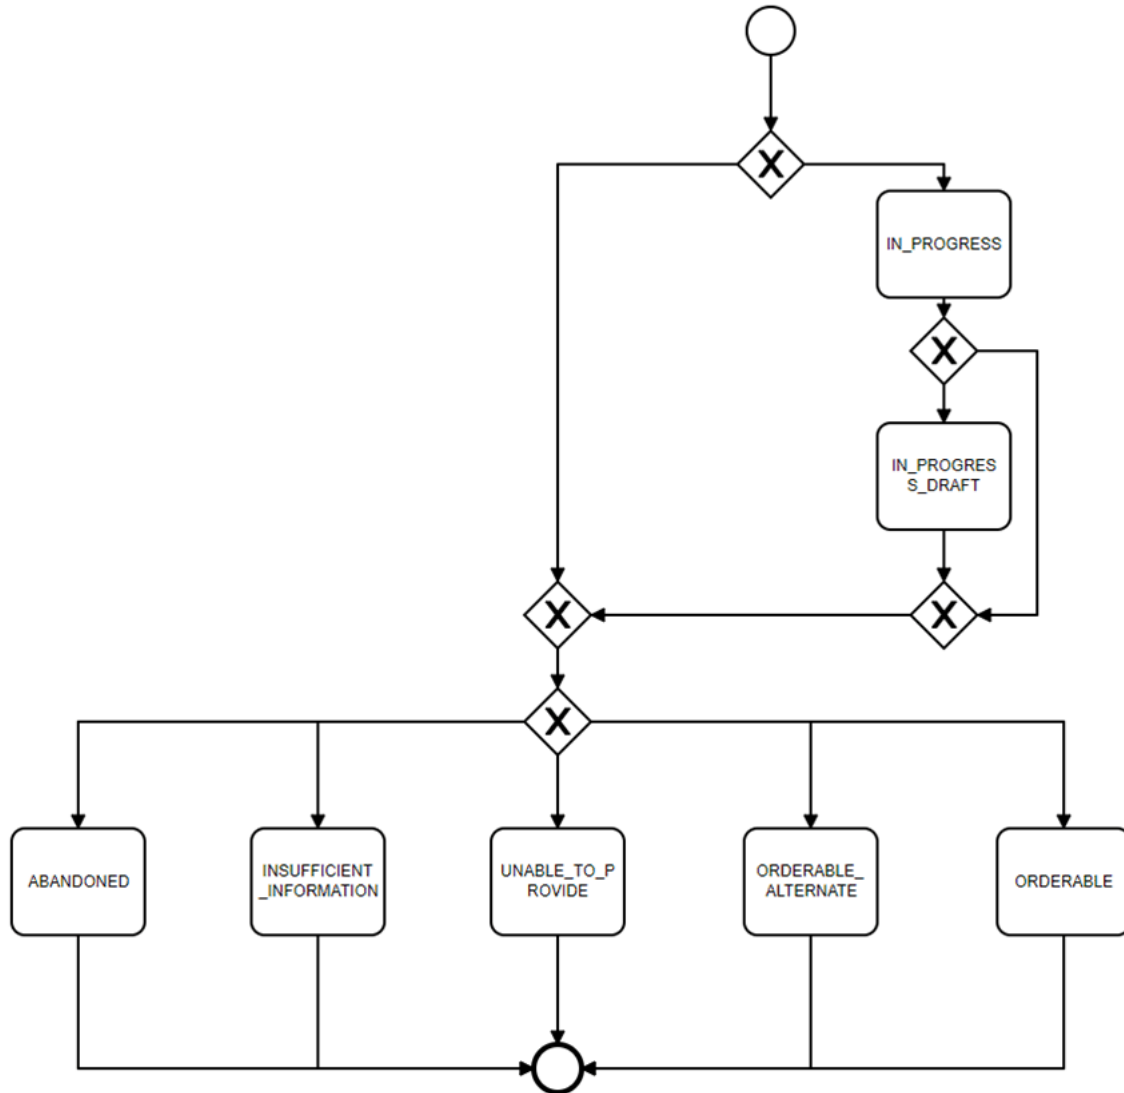 X
IN_PROGRESS
X
IN_PROGRES
S_DRAFT
X
X
X
ABANDONED
INSUFFICIENT
_INFORMATION
UNABLE_TO_P
ROVIDE
ORDERABLE_
ALTERNATE
ORDERABLE